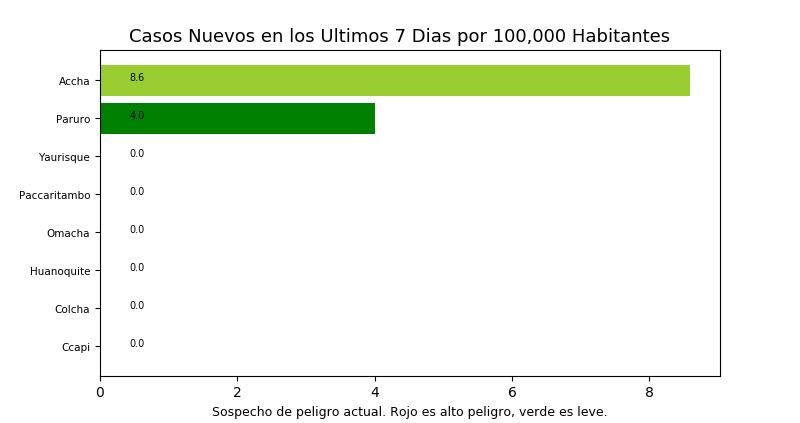 Casos Nuevos en los Ultimos 7 Dias por 100,000 Habitantes
Accha 8.6
Paruro 4.0
Yaurisque 0.0
Paccaritambo 0.0
Omacha 0.0
Huanoquite 0.0
Colcha 0.0
Ccapi 0.0
0 2 4 6 8
Sospecho de peligro actual. Rojo es alto peligro, verde es leve.